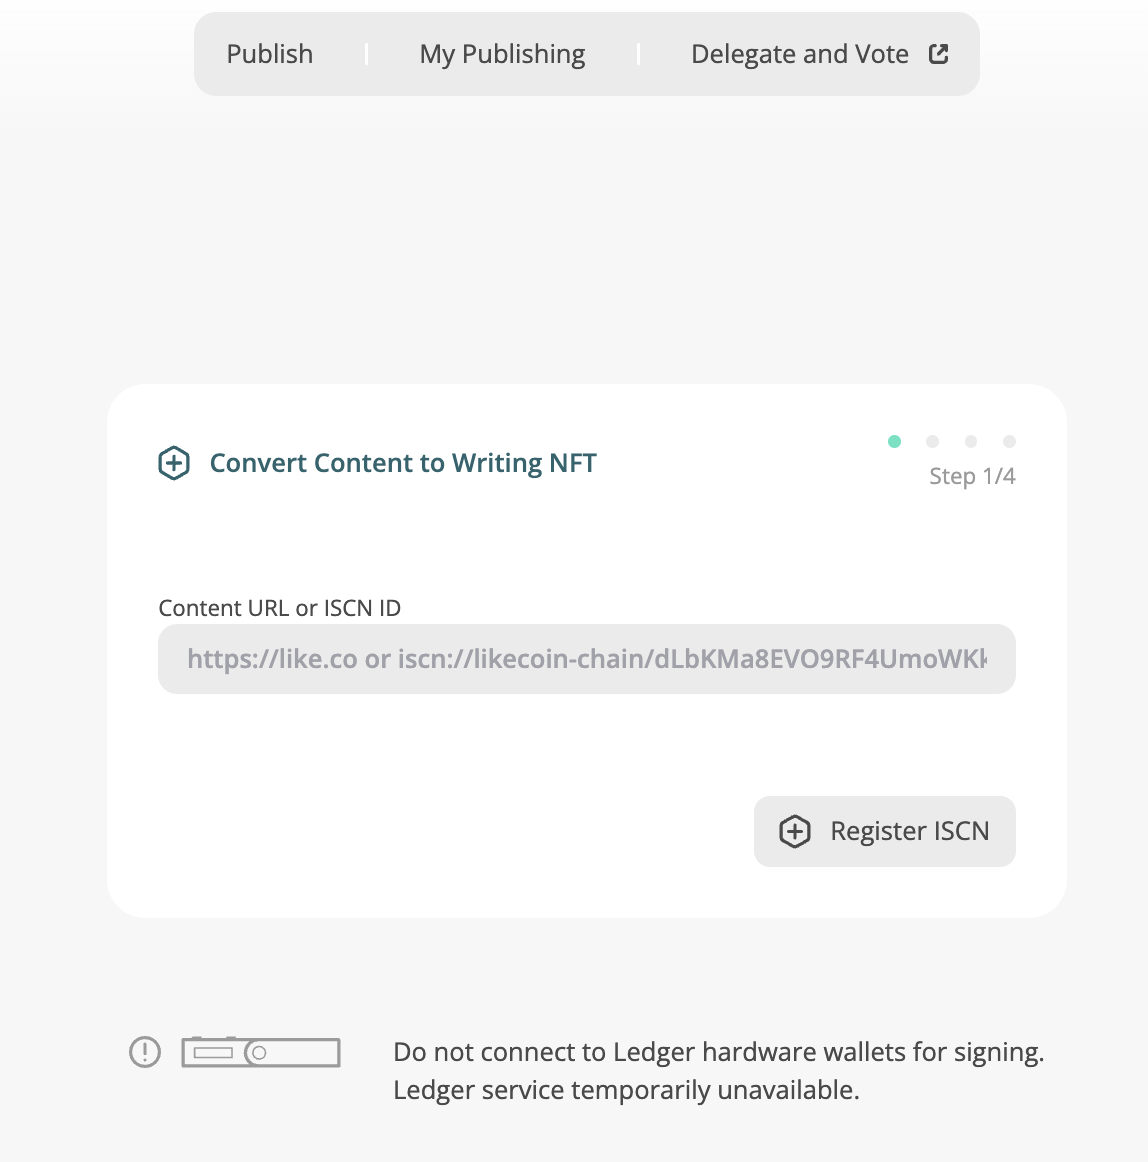 Publish | My Publishing | Delegate and Vote
Convert Content to Writing NFT
Step 1/4
Content URL or ISCN ID
https://like.co or iscn://likecoin-chain/dLbKMa8EVO9RF4UmoWKk
Register ISCN
Do not connect to Ledger hardware wallets for signing.
Ledger service temporarily unavailable.